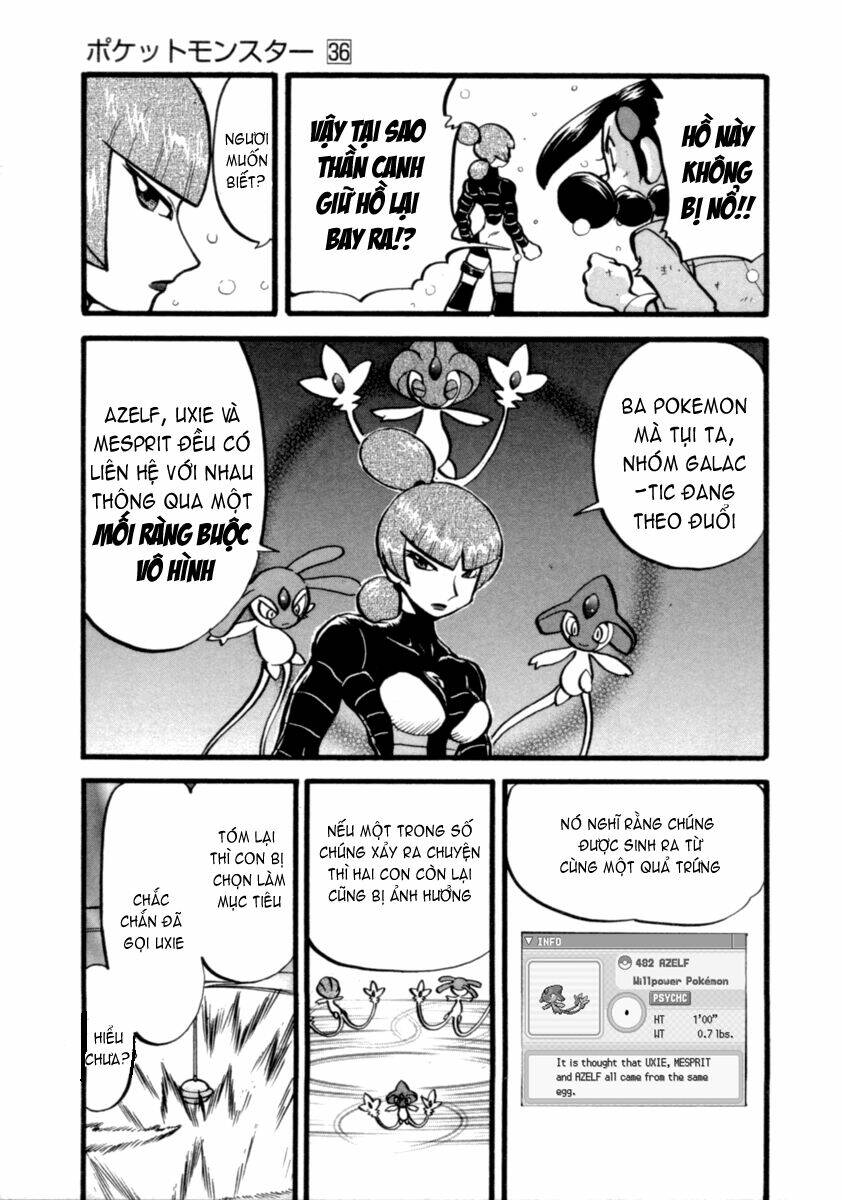 ポケットモンスター 36
HỒ NÀY
KHÔNG
BỊ NỔ!!
VẬY TẠI SAO
THẦN CANH
GIỮ HỒ LẠI
BAY RA!?
NGƯƠI
MUỐN
BIẾT?
BA POKEMON
MÀ TỤI TA,
NHÓM GALAC
-TIC ĐANG
THEO ĐUỔI
AZELF, UXIE VÀ
MESPRIT ĐỀU CÓ
LIÊN HỆ VỚI NHAU
THÔNG QUA MỘT
MỐI RÀNG BUỘC
VÔ HÌNH
NÓ NGHĨ RẰNG CHÚNG
ĐƯỢC SINH RA TỪ
CÙNG MỘT QUẢ TRỨNG
INFO
482 AZELF
Willpower Pokémon
PSYCHC
HT 1'00"
WT 0.7 lbs.
It is thought that UXIE, MESPRIT
and AZELF all came from the same
egg.
NẾU MỘT TRONG SỐ
CHÚNG XẢY RA CHUYỆN
THÌ HAI CON CÒN LẠI
CŨNG BỊ ẢNH HƯỞNG
TÓM LẠI
THÌ CON BỊ
CHỌN LÀM
MỤC TIÊU
CHẮC
CHẮN ĐÃ
GỌI UXIE
HIỂU
CHƯA?